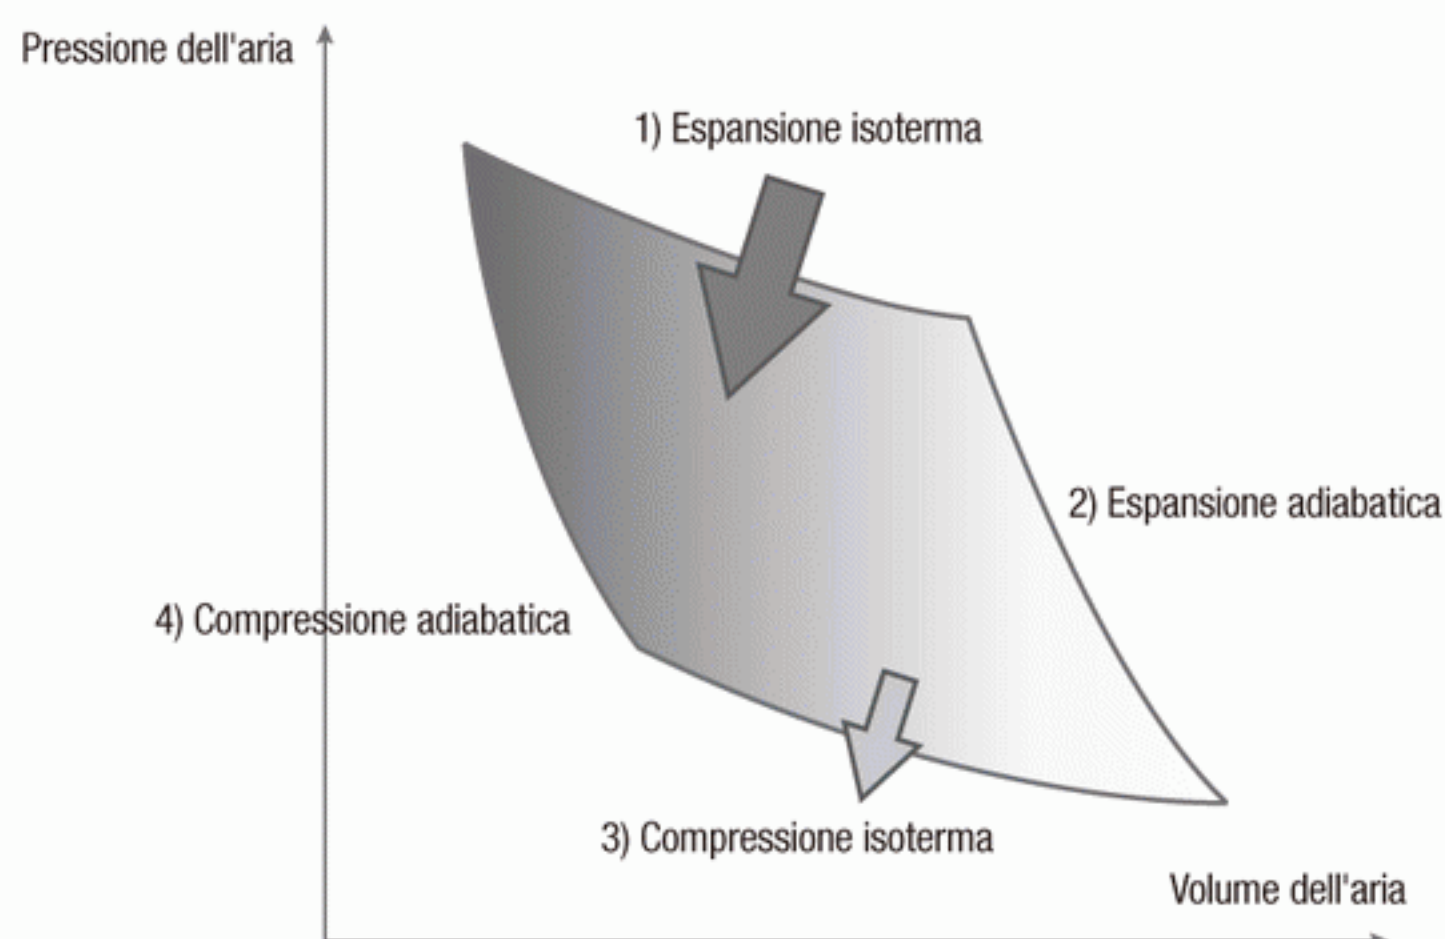 Pressione dell'aria
1) Espansione isoterma
2) Espansione adiabatica
4) Compressione adiabatica
3) Compressione isoterma
Volume dell'aria